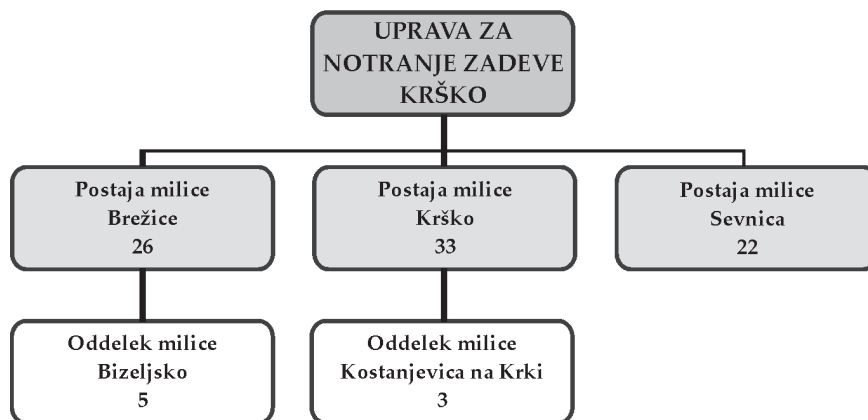 UPRAVA ZA
NOTRANJE ZADEVE
KRŠKO
Postaja milice
Brežice
26
Postaja milice
Krško
33
Postaja milice
Sevnica
22
Oddelek milice
Bizeljsko
5
Oddelek milice
Kostanjevica na Krki
3